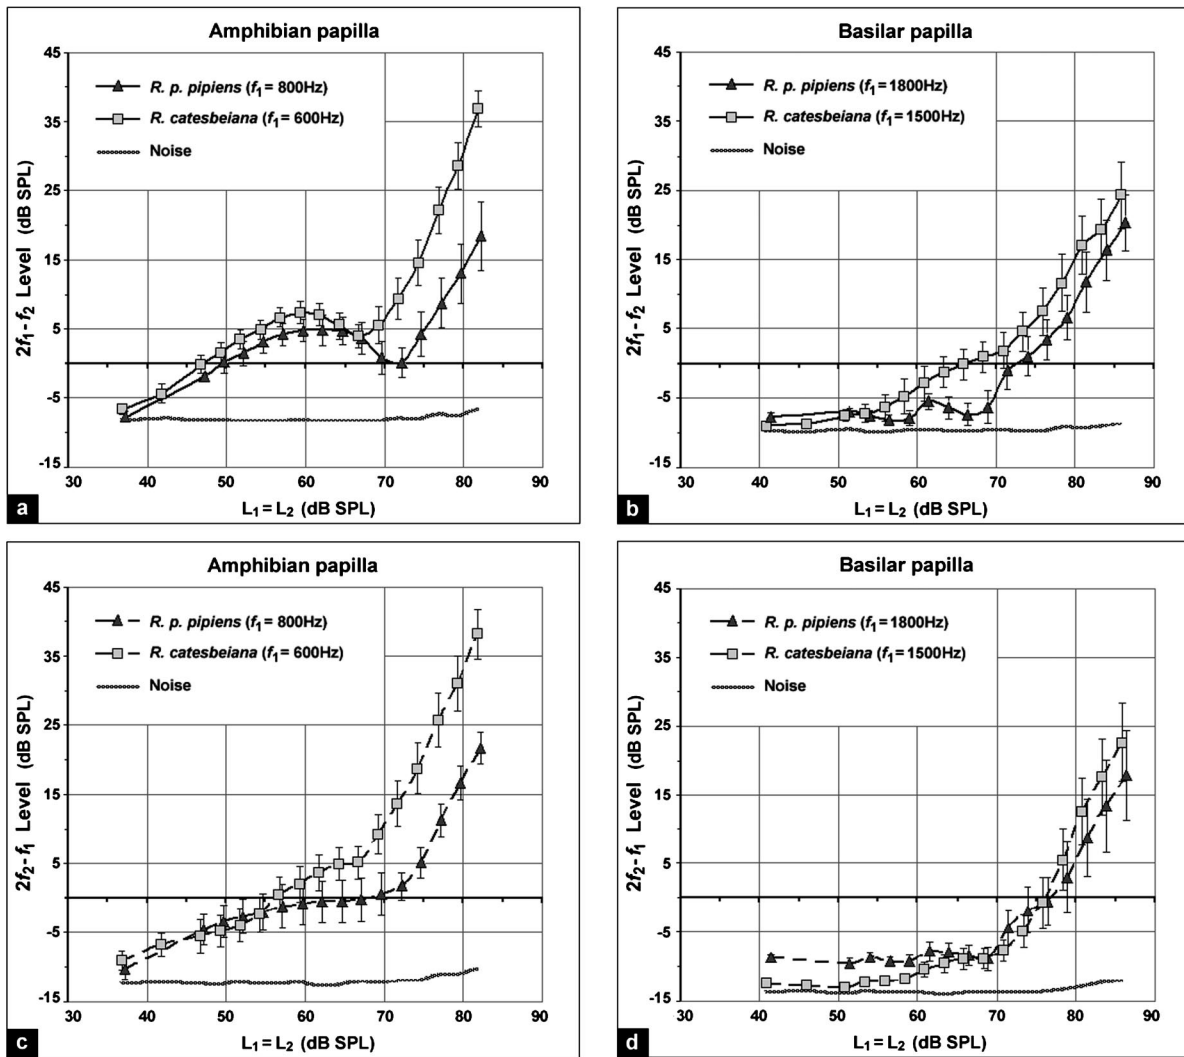 Amphibian papilla
45
35
25
15
5
-5
-15
2f₁- f₂ Level (dB SPL)
R. p. pipiens (f₁ = 800Hz)
R. catesbeiana (f₁ = 600Hz)
Noise
30 40 50 60 70 80 90
L₁ = L₂ (dB SPL)
a
Basilar papilla
45
35
25
15
5
-5
-15
2f₁- f₂ Level (dB SPL)
R. p. pipiens (f₁ = 1800Hz)
R. catesbeiana (f₁ = 1500Hz)
Noise
30 40 50 60 70 80 90
L₁ = L₂ (dB SPL)
b
Amphibian papilla
45
35
25
15
5
-5
-15
2f₂- f₁ Level (dB SPL)
R. p. pipiens (f₁ = 800Hz)
R. catesbeiana (f₁ = 600Hz)
Noise
30 40 50 60 70 80 90
L₁ = L₂ (dB SPL)
c
Basilar papilla
45
35
25
15
5
-5
-15
2f₂- f₁ Level (dB SPL)
R. p. pipiens (f₁ = 1800Hz)
R. catesbeiana (f₁ = 1500Hz)
Noise
30 40 50 60 70 80 90
L₁ = L₂ (dB SPL)
d